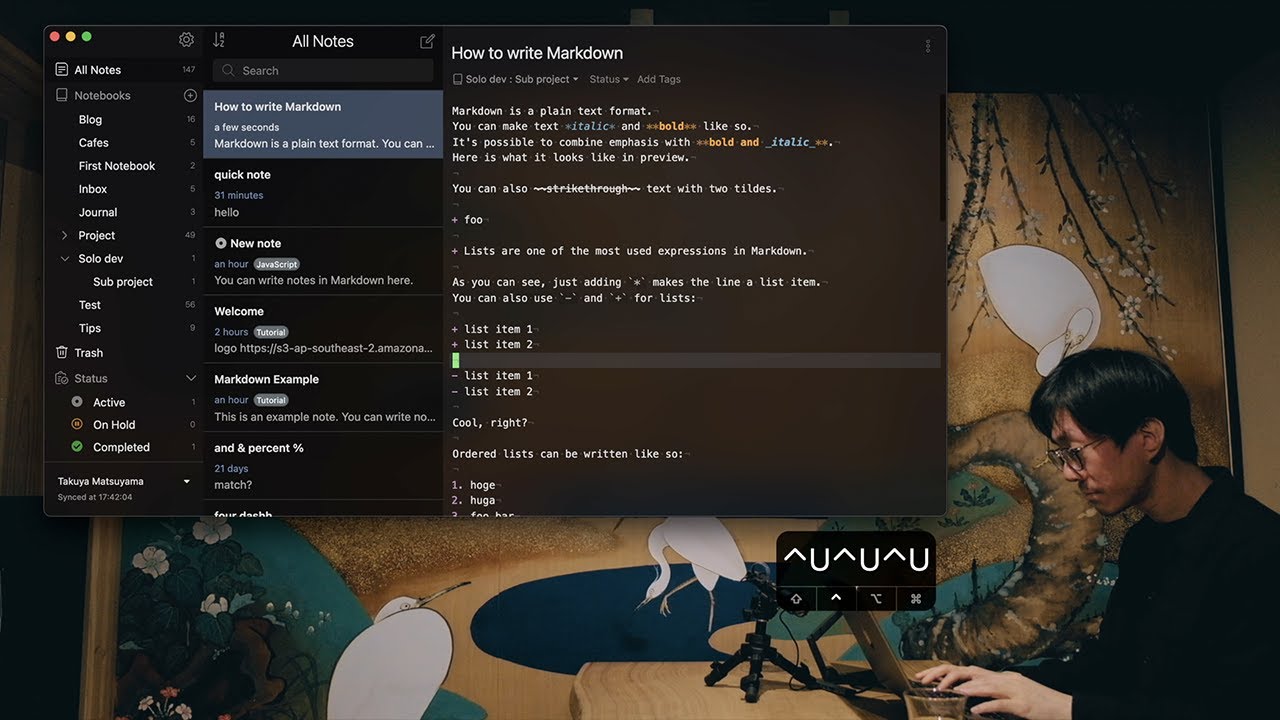 All Notes 147
Notebooks
Blog 16
Cafes 5
First Notebook 2
Inbox 9
Journal 3
Project 49
Solo dev 1
Sub project 1
Test 56
Tips 9
Trash
Status
Active 1
On Hold 0
Completed 1
Takuya Matsuyama
Synced at 17:42:04
All Notes
Search
How to write Markdown
a few seconds
Markdown is a plain text format. You can ...
quick note
31 minutes
hello
New note
an hour JavaScript
You can write notes in Markdown here.
Welcome
2 hours Tutorial
logo https://s3-ap-southeast-2.amazona...
Markdown Example
an hour Tutorial
This is an example note. You can write no...
and & percent %
21 days
match?
four dashh
How to write Markdown
Solo dev : Sub project Status Add Tags
Markdown is a plain text format.¬
You can make text *italic* and **bold** like so.¬
It's possible to combine emphasis with **bold and _italic_**.¬
Here is what it looks like in preview.¬
¬
You can also ~~strikethrough~~ text with two tildes.¬
¬
+ foo¬
¬
+ Lists are one of the most used expressions in Markdown.¬
¬
As you can see, just adding `*` makes the line a list item.¬
You can also use `-` and `+` for lists:¬
¬
+ list item 1¬
+ list item 2¬
¬
- list item 1¬
- list item 2¬
¬
Cool, right?¬
¬
Ordered lists can be written like so:¬
¬
1. hoge¬
2. huga¬
3. foo bar¬
^U^U^U
⇧ ^ ⌥ ⌘